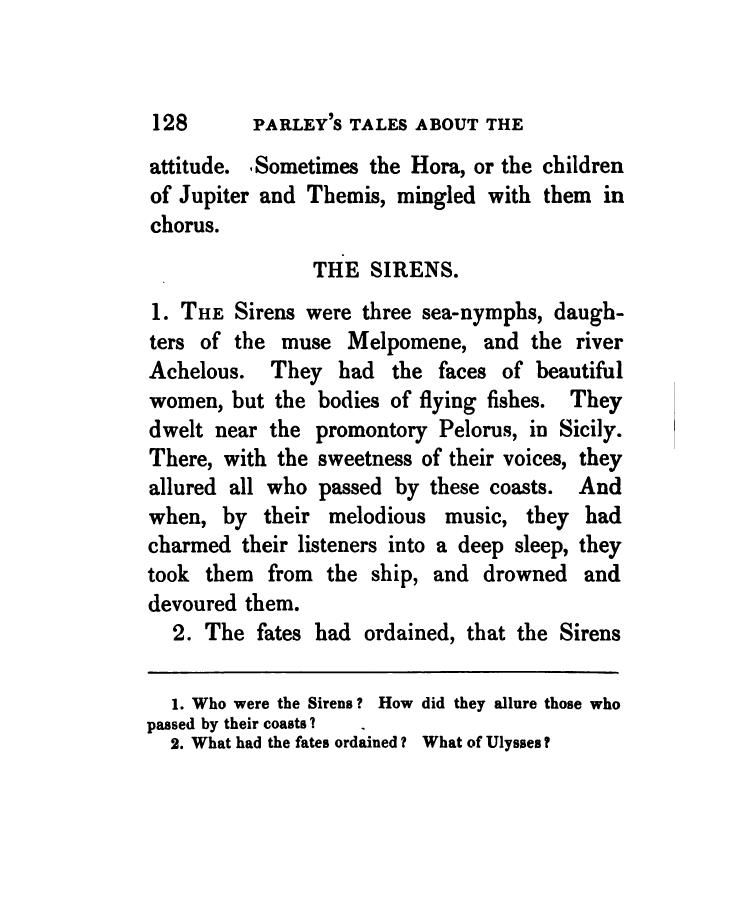 128 PARLEY'S TALES ABOUT THE
attitude. Sometimes the Hora, or the children
of Jupiter and Themis, mingled with them in
chorus.
THE SIRENS.
1. THE Sirens were three sea-nymphs, daugh-
ters of the muse Melpomene, and the river
Achelous. They had the faces of beautiful
women, but the bodies of flying fishes. They
dwelt near the promontory Pelorus, in Sicily.
There, with the sweetness of their voices, they
allured all who passed by these coasts. And
when, by their melodious music, they had
charmed their listeners into a deep sleep, they
took them from the ship, and drowned and
devoured them.
2. The fates had ordained, that the Sirens
1. Who were the Sirens? How did they allure those who
passed by their coasts?
2. What had the fates ordained? What of Ulysses?